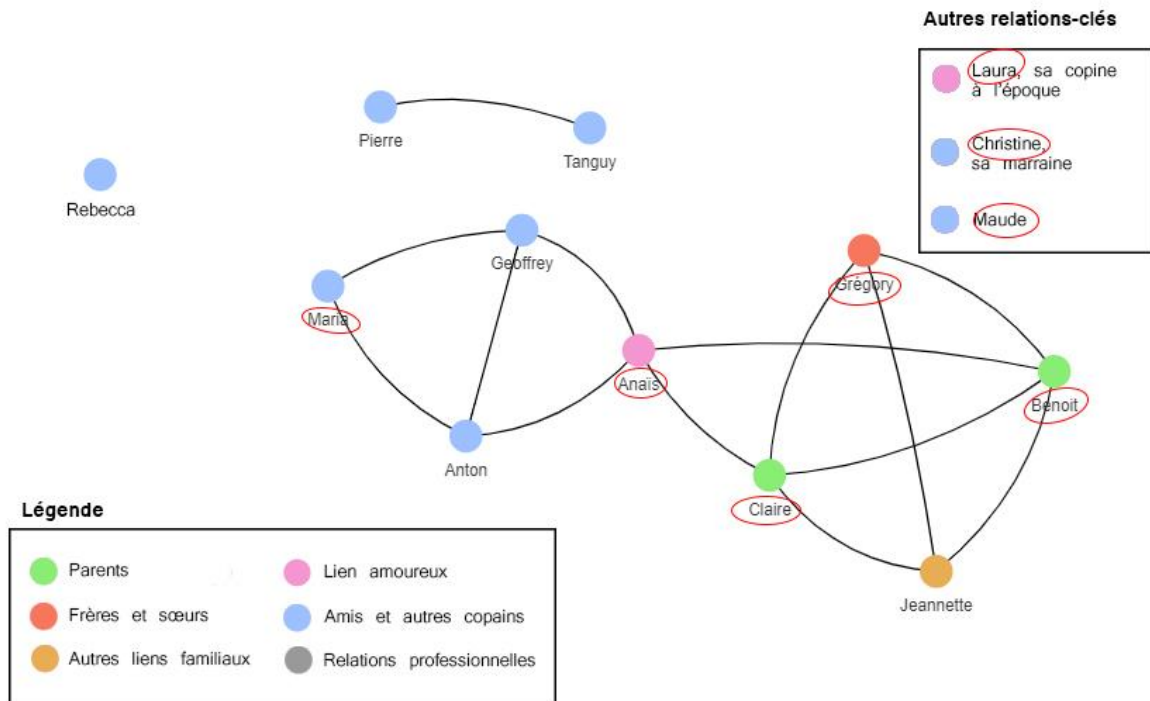 Autres relations-clés
Laura, sa copine
à l'époque
Christine,
sa marraine
Maude
Pierre
Tanguy
Rebecca
Geoffrey
Grégory
Maria
Anaïs
Benoit
Anton
Claire
Jeannette
Légende
Parents
Lien amoureux
Frères et sœurs
Amis et autres copains
Autres liens familiaux
Relations professionnelles